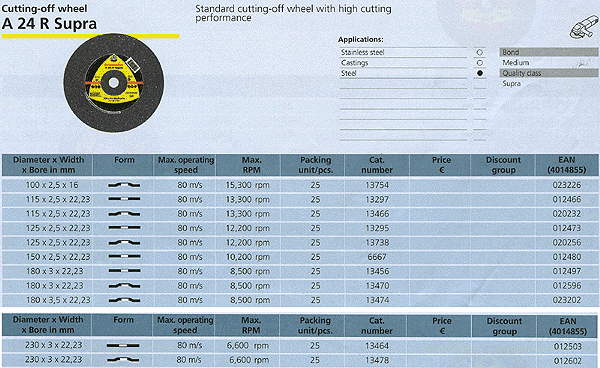 Cutting-off wheel
A 24 R Supra
Standard cutting-off wheel with high cutting
performance
Applications:
Stainless steel
Castings
Steel
Bond
Medium
Quality class
Supra
Diameter x Width x Bore in mm Form Max. operating speed Max. RPM Packing unit/pcs. Cat. number Price € Discount group EAN (4014855)
100 x 2,5 x 16 80 m/s 15,300 rpm 25 13754 023226
115 x 2,5 x 22,23 80 m/s 13,300 rpm 25 13297 012466
115 x 2,5 x 22,23 80 m/s 13,300 rpm 25 13466 020232
125 x 2,5 x 22,23 80 m/s 12,200 rpm 25 13295 012473
125 x 2,5 x 22,23 80 m/s 12,200 rpm 25 13738 020256
150 x 2,5 x 22,23 80 m/s 10,200 rpm 25 6667 012480
180 x 3 x 22,23 80 m/s 8,500 rpm 25 13456 012497
180 x 3 x 22,23 80 m/s 8,500 rpm 25 13470 012596
180 x 3,5 x 22,23 80 m/s 8,500 rpm 25 13474 023202
Diameter x Width x Bore in mm Form Max. operating speed Max. RPM Packing unit/pcs. Cat. number Price € Discount group EAN (4014855)
230 x 3 x 22,23 80 m/s 6,600 rpm 25 13464 012503
230 x 3 x 22,23 80 m/s 6,600 rpm 25 13478 012602